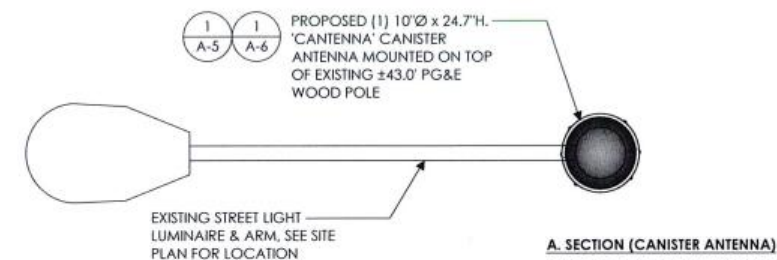 1 1
A-5 A-6
PROPOSED (1) 10"Ø x 24.7"H.
'CANTENNA' CANISTER
ANTENNA MOUNTED ON TOP
OF EXISTING ±43.0' PG&E
WOOD POLE
EXISTING STREET LIGHT
LUMINAIRE & ARM, SEE SITE
PLAN FOR LOCATION
A. SECTION (CANISTER ANTENNA)